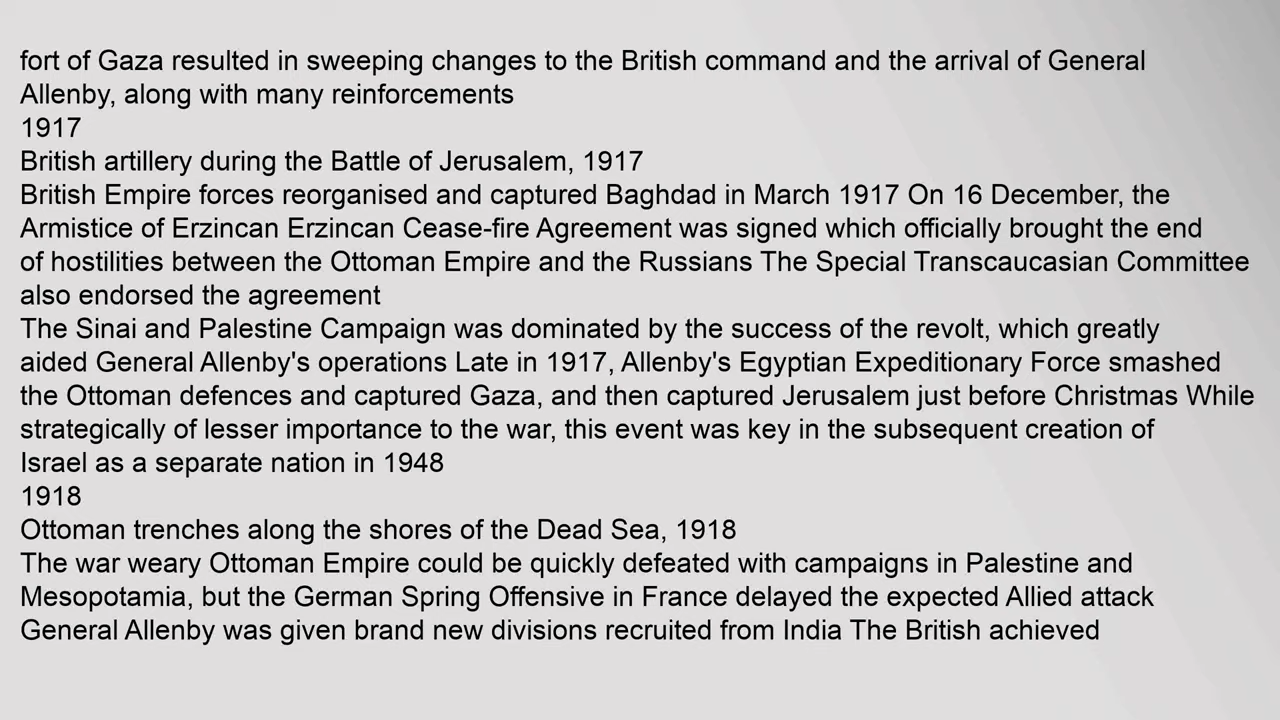 fort of Gaza resulted in sweeping changes to the British command and the arrival of General
Allenby, along with many reinforcements
1917
British artillery during the Battle of Jerusalem, 1917
British Empire forces reorganised and captured Baghdad in March 1917 On 16 December, the
Armistice of Erzincan Erzincan Cease-fire Agreement was signed which officially brought the end
of hostilities between the Ottoman Empire and the Russians The Special Transcaucasian Committee
also endorsed the agreement
The Sinai and Palestine Campaign was dominated by the success of the revolt, which greatly
aided General Allenby's operations Late in 1917, Allenby's Egyptian Expeditionary Force smashed
the Ottoman defences and captured Gaza, and then captured Jerusalem just before Christmas While
strategically of lesser importance to the war, this event was key in the subsequent creation of
Israel as a separate nation in 1948
1918
Ottoman trenches along the shores of the Dead Sea, 1918
The war weary Ottoman Empire could be quickly defeated with campaigns in Palestine and
Mesopotamia, but the German Spring Offensive in France delayed the expected Allied attack
General Allenby was given brand new divisions recruited from India The British achieved